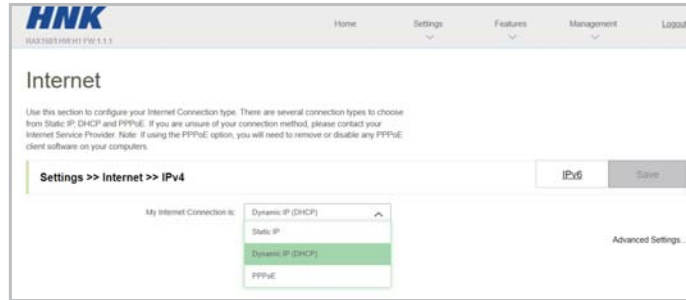 HNK
Home Settings Features Management Logout
RAX1801 HW:H1 FW:1.1.1
Internet
Use this section to configure your Internet Connection type. There are several connection types to choose
from Static IP, DHCP and PPPoE. If you are unsure of your connection method, please contact your
Internet Service Provider. Note: If using the PPPoE option, you will need to remove or disable any PPPoE
client software on your computers.
Settings >> Internet >> IPv4 IPv6 Save
My Internet Connection is: Dynamic IP (DHCP)
Static IP
Advanced Settings...
Dynamic IP (DHCP)
PPPoE